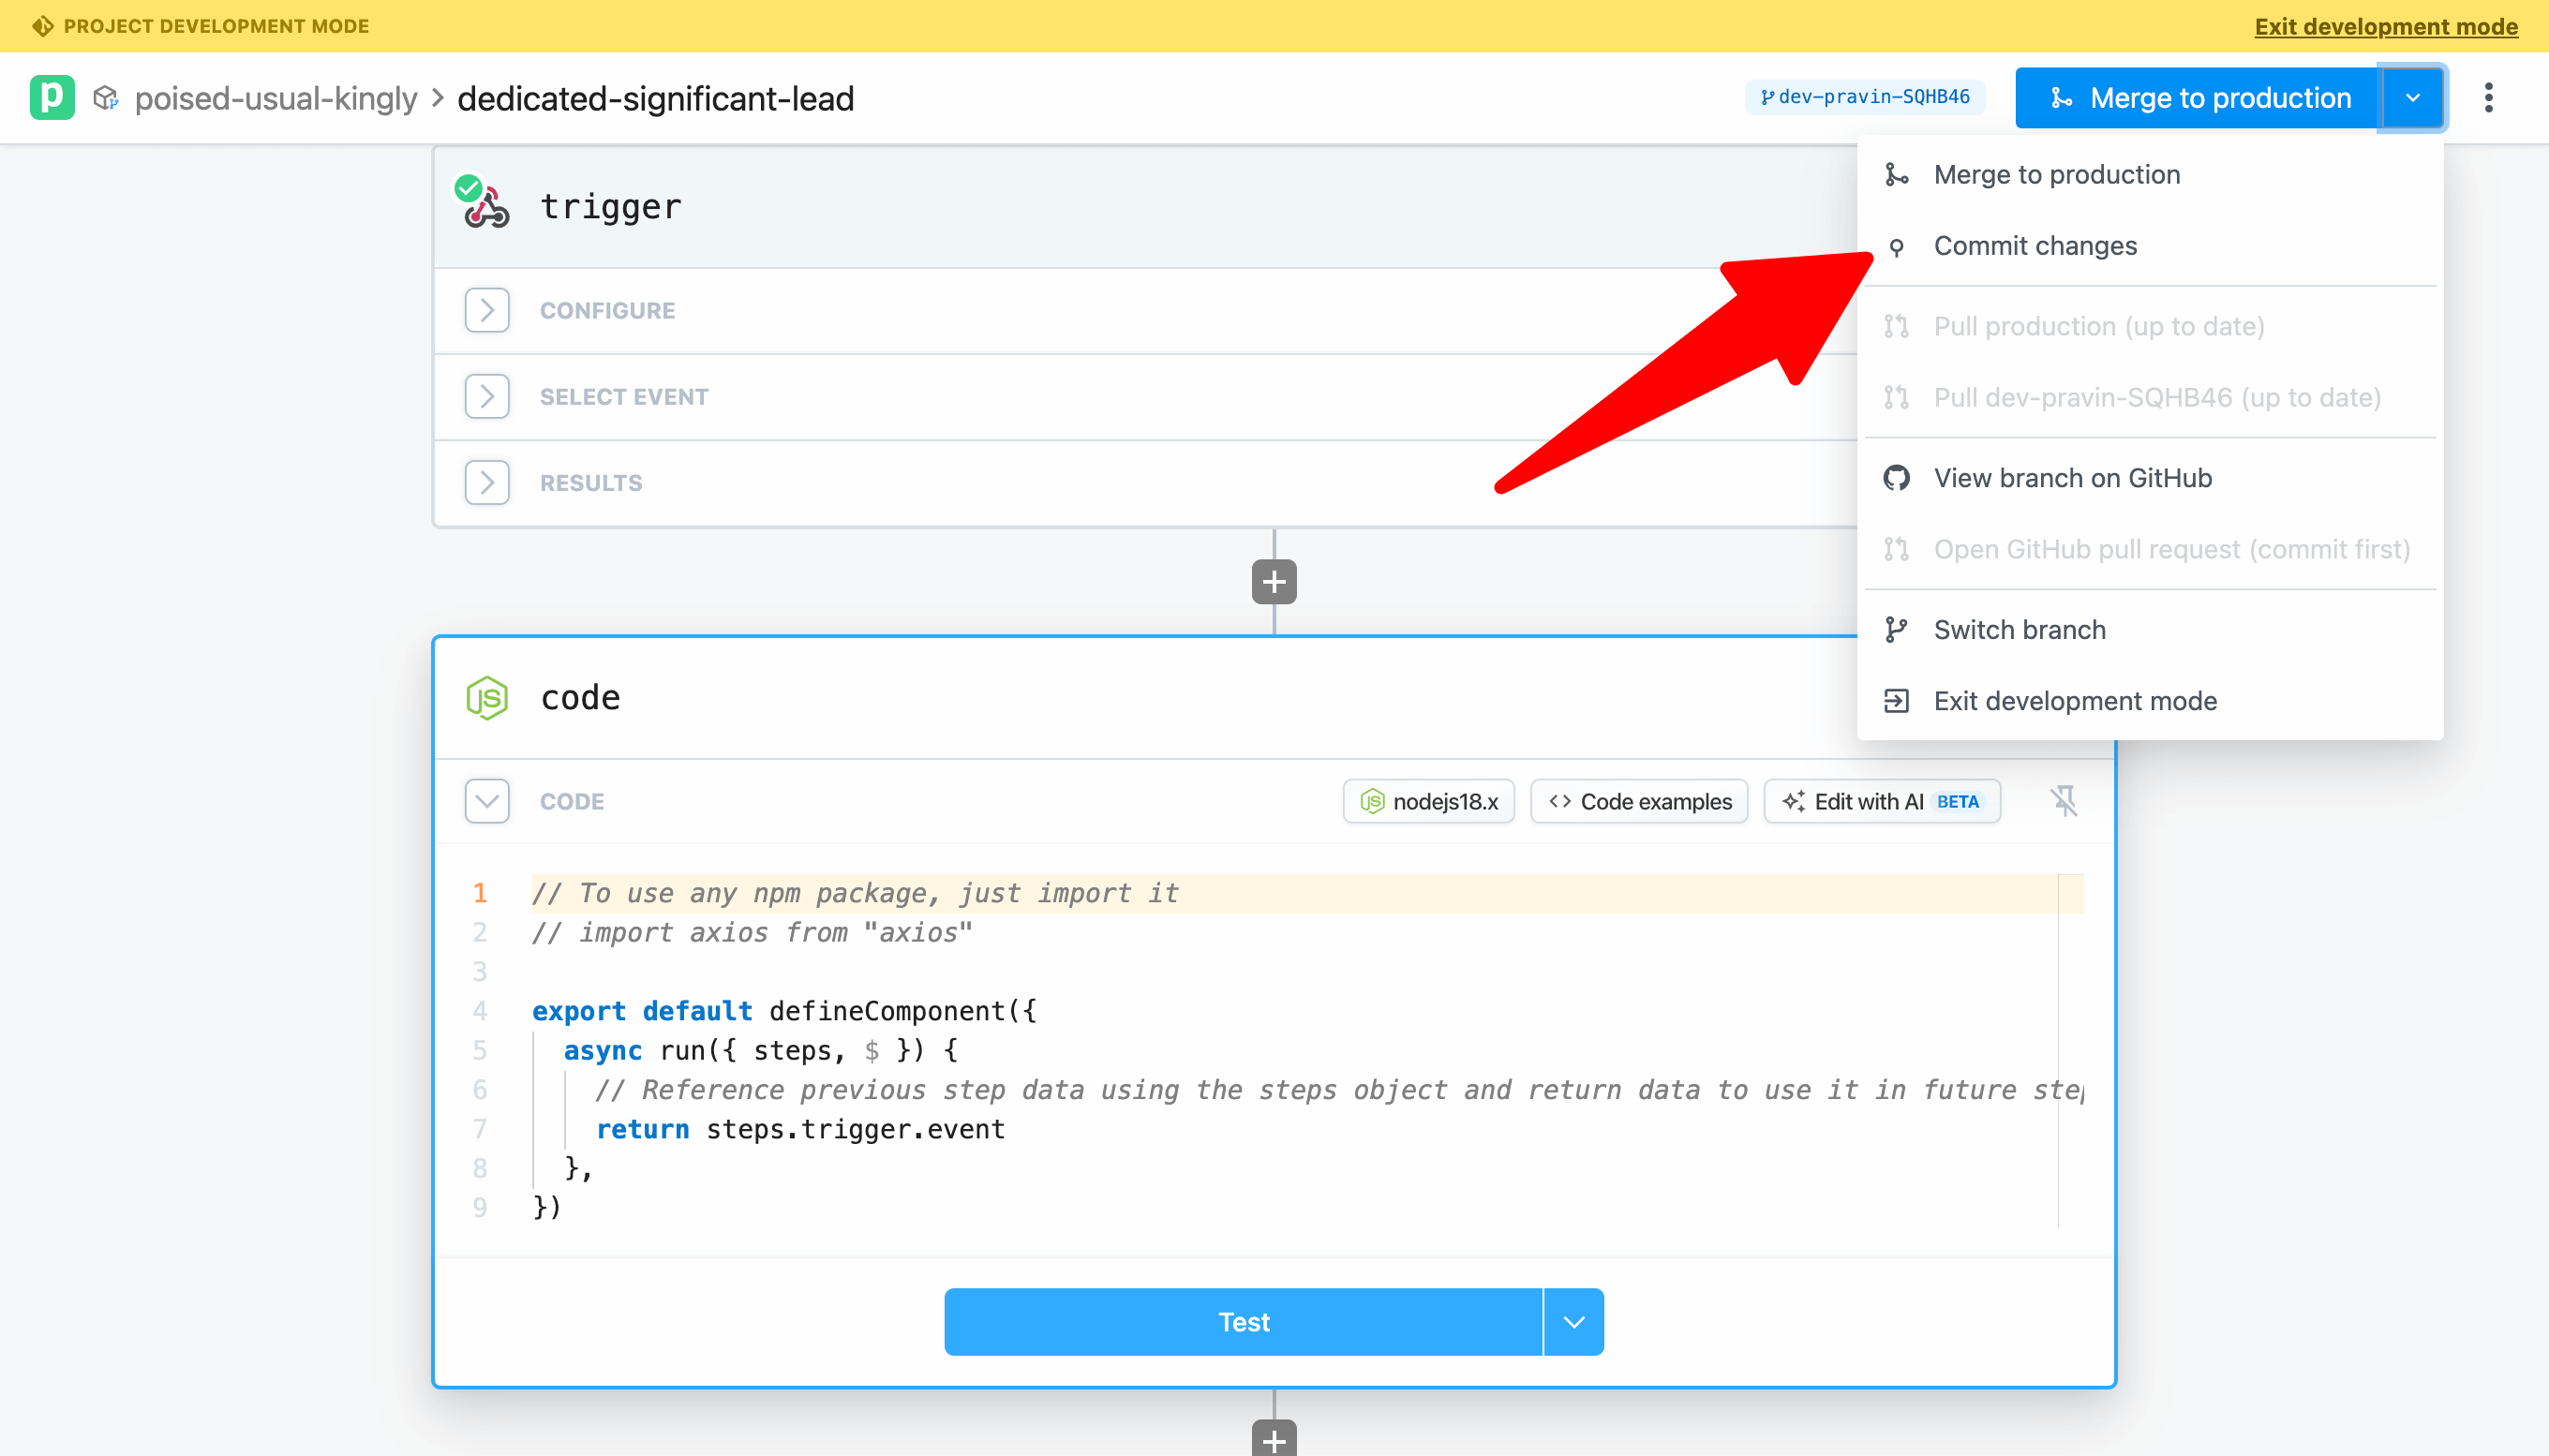 PROJECT DEVELOPMENT MODE
Exit development mode
p
poised-usual-kingly > dedicated-significant-lead
dev-pravin-SQHB46
Merge to production
Merge to production
Commit changes
Pull production (up to date)
Pull dev-pravin-SQHB46 (up to date)
View branch on GitHub
Open GitHub pull request (commit first)
Switch branch
Exit development mode
trigger
CONFIGURE
SELECT EVENT
RESULTS
JS code
CODE
JS nodejs18.x
<> Code examples
Edit with AI BETA
1 // To use any npm package, just import it
2 // import axios from "axios"
3
4 export default defineComponent({
5 async run({ steps, $ }) {
6 // Reference previous step data using the steps object and return data to use it in future
7 return steps.trigger.event
8 },
9 })
Test